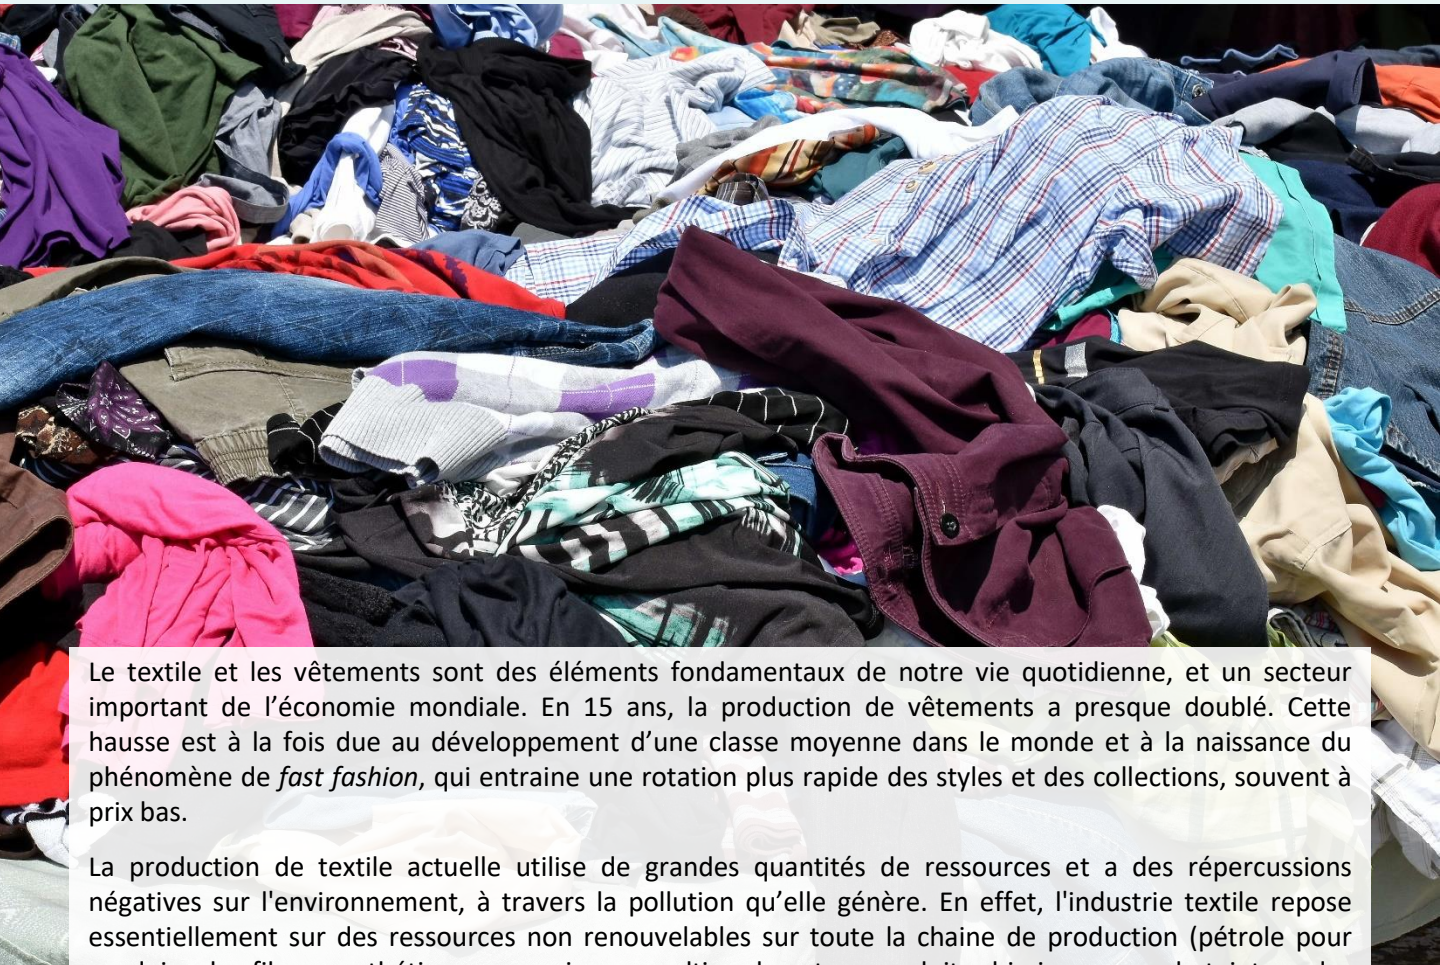 Le textile et les vêtements sont des éléments fondamentaux de notre vie quotidienne, et un secteur
important de l’économie mondiale. En 15 ans, la production de vêtements a presque doublé. Cette
hausse est à la fois due au développement d’une classe moyenne dans le monde et à la naissance du
phénomène de fast fashion, qui entraine une rotation plus rapide des styles et des collections, souvent à
prix bas.
La production de textile actuelle utilise de grandes quantités de ressources et a des répercussions
négatives sur l'environnement, à travers la pollution qu’elle génère. En effet, l'industrie textile repose
essentiellement sur des ressources non renouvelables sur toute la chaine de production (pétrole pour